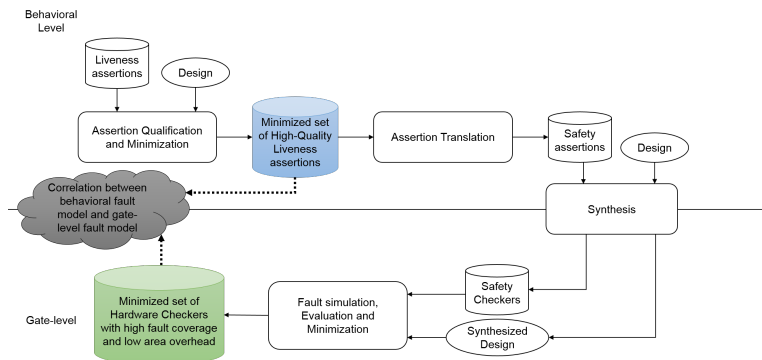 Behavioral
Level
Liveness
assertions
Design
Assertion Qualification
and Minimization
Minimized set
of High-Quality
Liveness
assertions
Assertion Translation
Safety
assertions
Design
Correlation between
behavioral fault
model and gate-
level fault model
Synthesis
Gate-level
Minimized set of
Hardware Checkers
with high fault coverage
and low area overhead
Fault simulation,
Evaluation and
Minimization
Safety
Checkers
Synthesized
Design